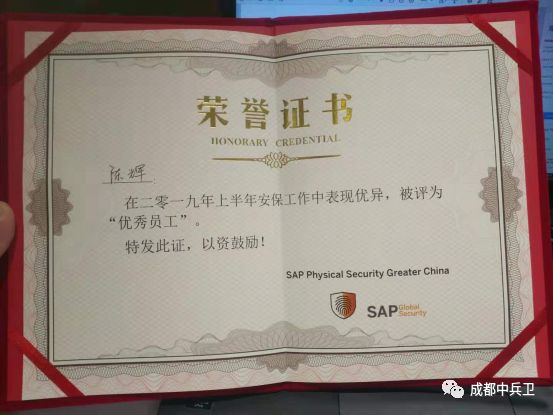 荣誉证书
HONORARY CREDENTIAL
陈辉
在二零一九年上半年安保工作中表现优异，被评为
“优秀员工”。
特发此证，以资鼓励！
SAP Physical Security Greater China
SAP Global Security
成都中兵卫